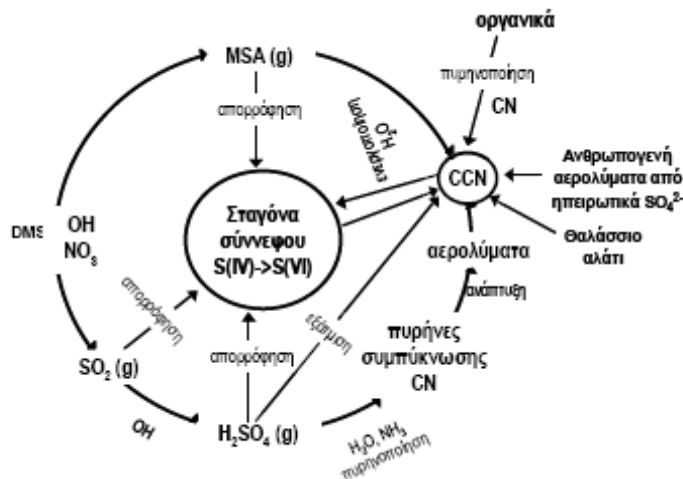 οργανικά
MSA (g)
πυρηνοποίηση
CN
απορρόφηση
H2O
ενεργοποίηση
CCN
Ανθρωπογενή
αερολύματα από
ηπειρωτικά SO₄²⁻
Σταγόνα
σύννεφου
S(IV)->S(VI)
DMS
OH
NO₃
Θαλάσσιο
αλάτι
αερολύματα
ανάπτυξη
απορρόφηση
εξάτμιση
πυρήνες
συμπύκνωσης
CN
απορρόφηση
SO₂ (g)
OH
H₂SO₄ (g)
H₂O, NH₃
πυρηνοποίηση